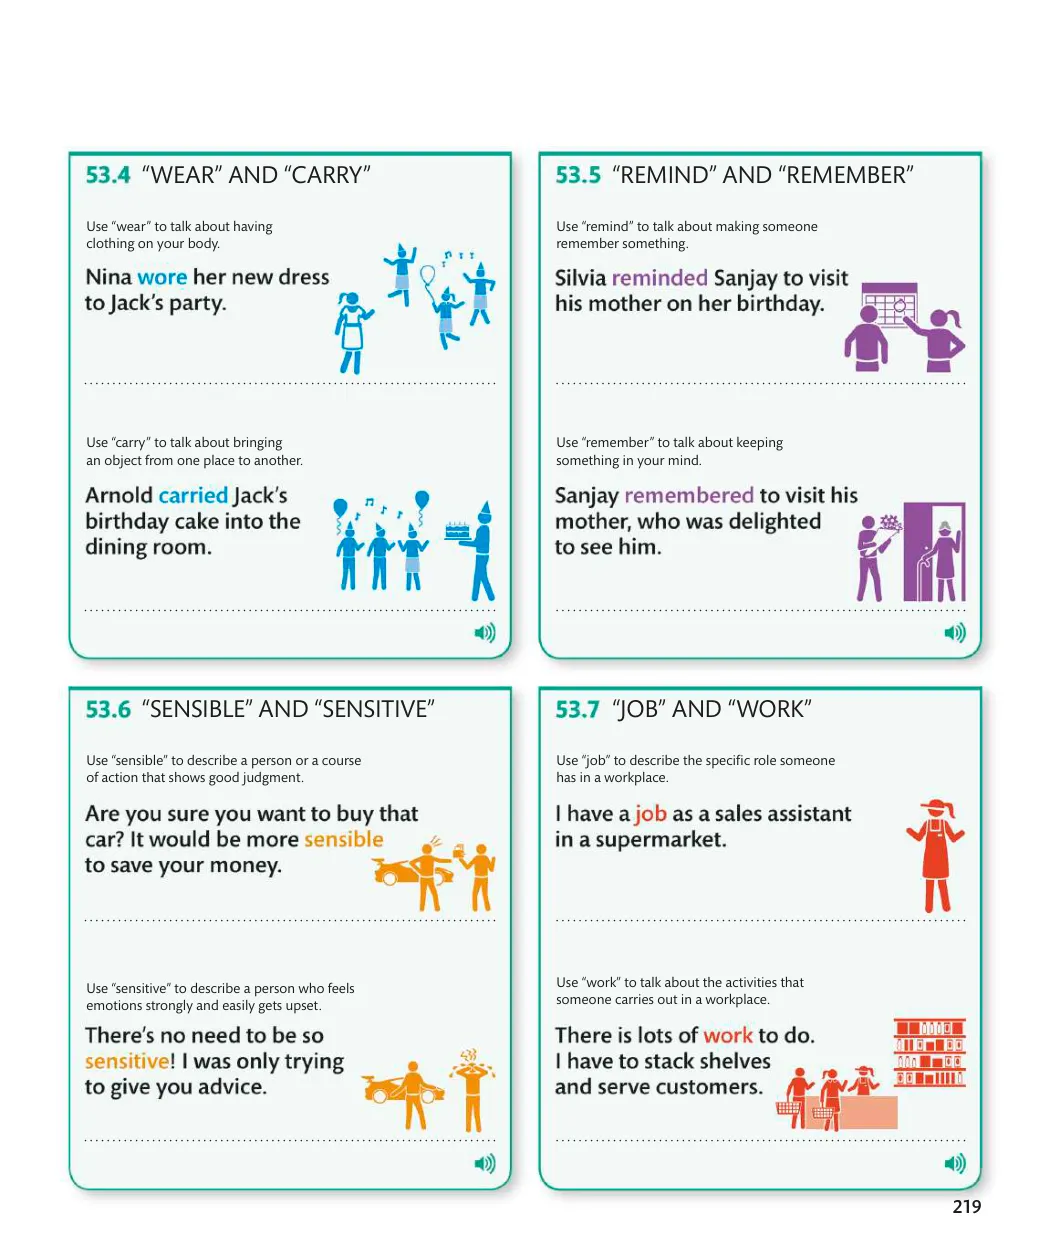 53.4 “WEAR” AND “CARRY”
Use “wear” to talk about having
clothing on your body.
Nina wore her new dress
to Jack’s party.
Use “carry” to talk about bringing
an object from one place to another.
Arnold carried Jack’s
birthday cake into the
dining room.
53.5 “REMIND” AND “REMEMBER”
Use “remind” to talk about making someone
remember something.
Silvia reminded Sanjay to visit
his mother on her birthday.
Use “remember” to talk about keeping
something in your mind.
Sanjay remembered to visit his
mother, who was delighted
to see him.
53.6 “SENSIBLE” AND “SENSITIVE”
Use “sensible” to describe a person or a course
of action that shows good judgment.
Are you sure you want to buy that
car? It would be more sensible
to save your money.
Use “sensitive” to describe a person who feels
emotions strongly and easily gets upset.
There’s no need to be so
sensitive! I was only trying
to give you advice.
53.7 “JOB” AND “WORK”
Use “job” to describe the specific role someone
has in a workplace.
I have a job as a sales assistant
in a supermarket.
Use “work” to talk about the activities that
someone carries out in a workplace.
There is lots of work to do.
I have to stack shelves
and serve customers.
219